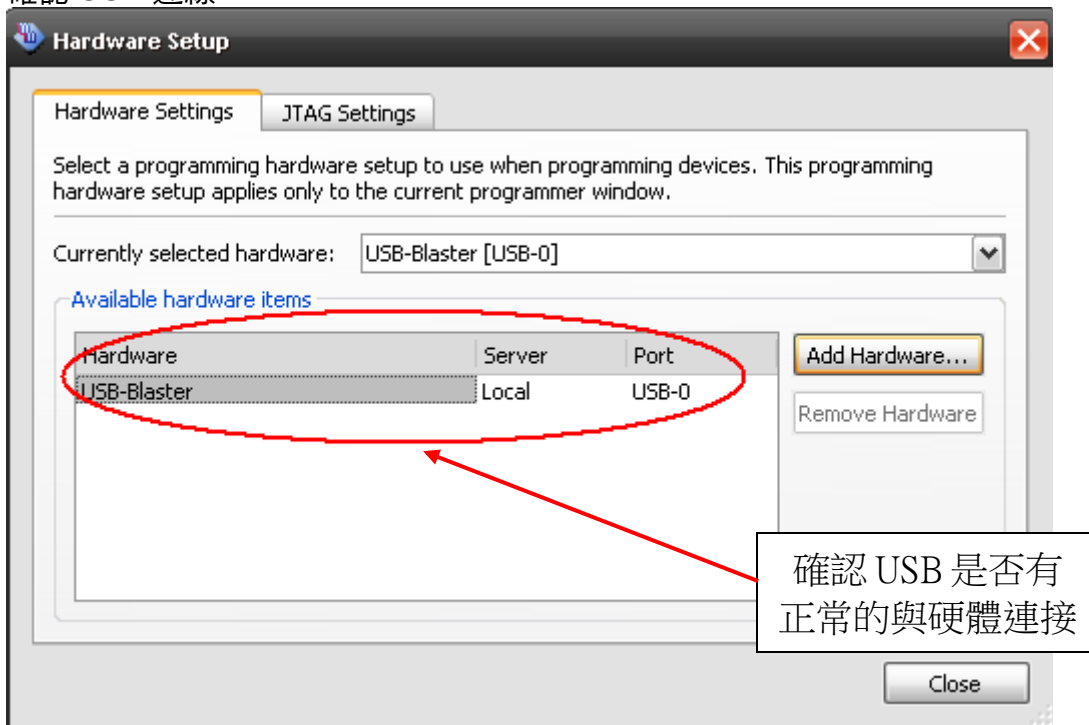 Hardware Setup
Hardware Settings JTAG Settings
Select a programming hardware setup to use when programming devices. This programming
hardware setup applies only to the current programmer window.
Currently selected hardware: USB-Blaster [USB-0]
Available hardware items
Hardware Server Port
USB-Blaster Local USB-0
Add Hardware...
Remove Hardware
確認 USB 是否有
正常的與硬體連接
Close